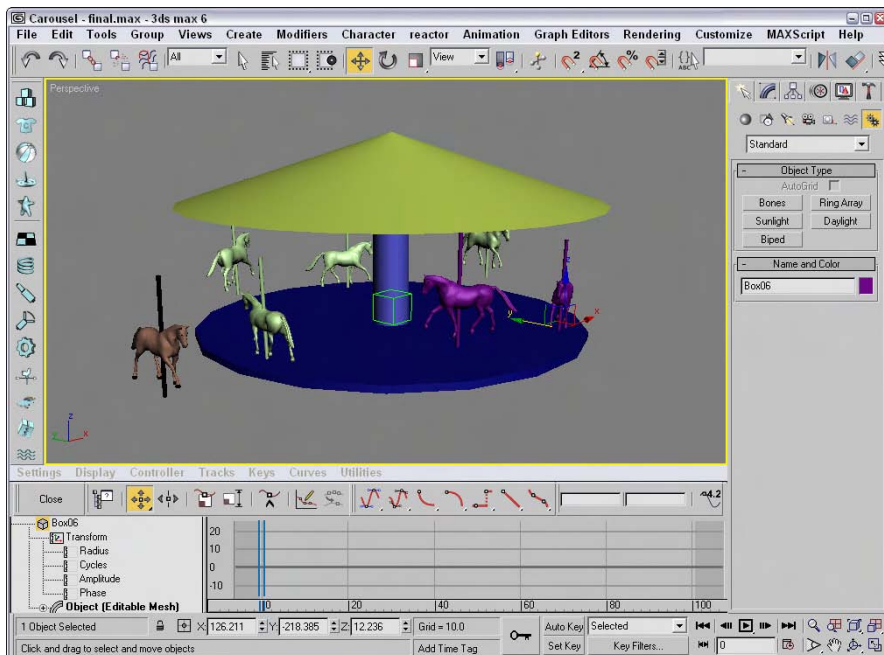 Carousel - final.max - 3ds max 6
File Edit Tools Group Views Create Modifiers Character reactor Animation Graph Editors Rendering Customize MAXScript Help
All
View
ABC
Perspective
z
x
y
z
x
Standard
- Object Type
AutoGrid
Bones Ring Array
Sunlight Daylight
Biped
- Name and Color
Box06
Settings Display Controller Tracks Keys Curves Utilities
Close
4.2
Box06
Transform
Radius
Cycles
Amplitude
Phase
Object (Editable Mesh)
20
10
0
-10
0 20 40 60 80 100
1 Object Selected X: 126.211 Y: -218.385 Z: 12.236 Grid = 10.0 Auto Key Selected
Click and drag to select and move objects Add Time Tag Set Key Key Filters... 0